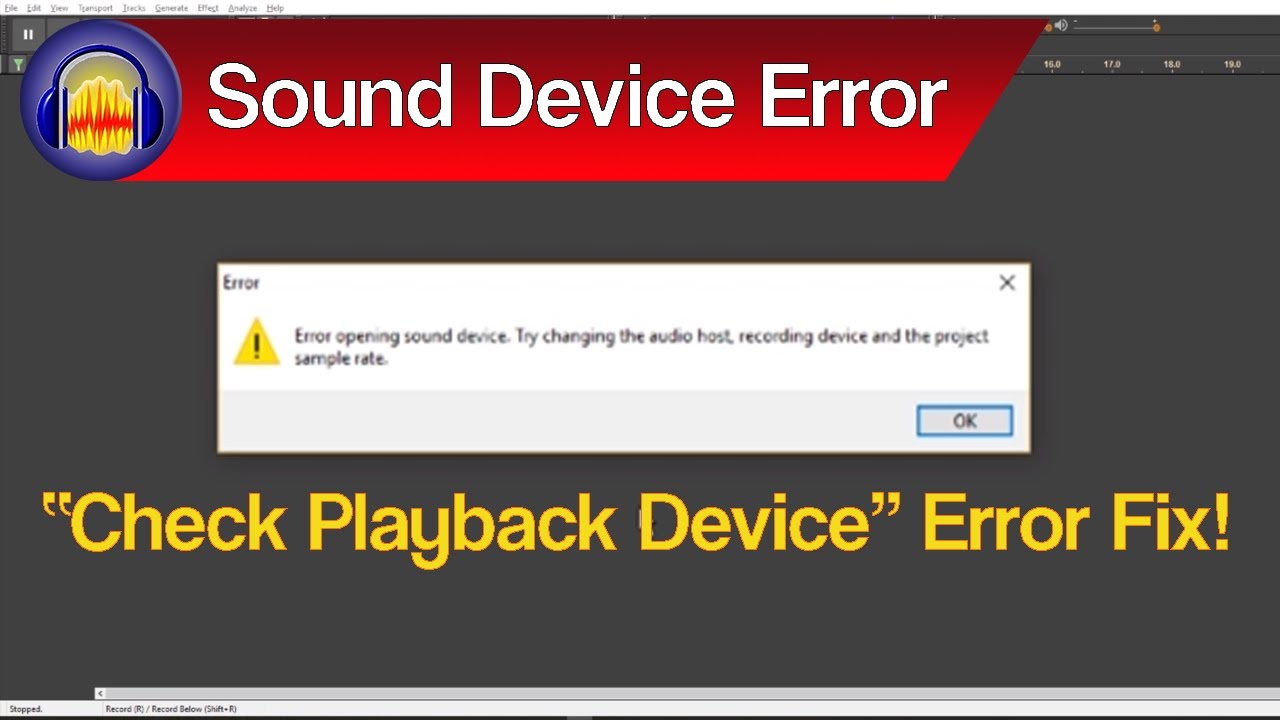 File Edit View Transport Tracks Generate Effect Analyze Help
16.0 17.0 18.0 19.0
Sound Device Error
Error
Error opening sound device. Try changing the audio host, recording device and the project
sample rate.
OK
“Check Playback Device” Error Fix!
Stopped. Record (R) / Record Below (Shift+R)